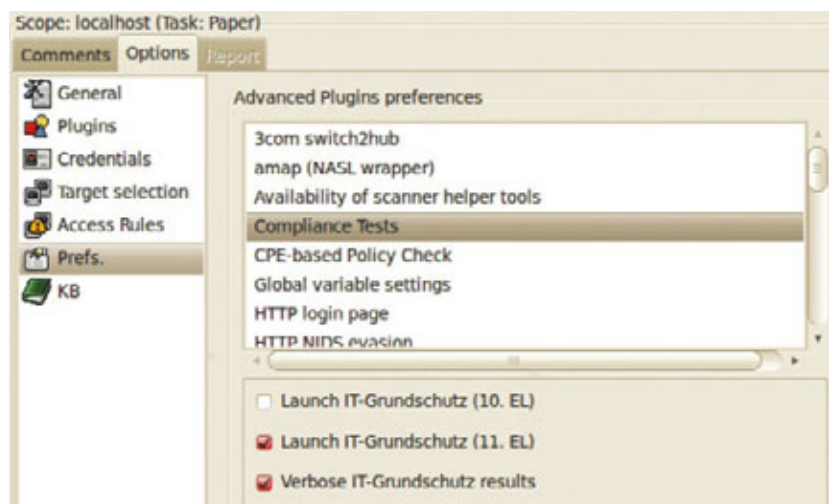 Scope: localhost (Task: Paper)
Comments Options Report
General
Plugins
Credentials
Target selection
Access Rules
Prefs.
KB
Advanced Plugins preferences
3com switch2hub
amap (NASL wrapper)
Availability of scanner helper tools
Compliance Tests
CPE-based Policy Check
Global variable settings
HTTP login page
HTTP NIDS evasion
Launch IT-Grundschutz (10. EL)
Launch IT-Grundschutz (11. EL)
Verbose IT-Grundschutz results